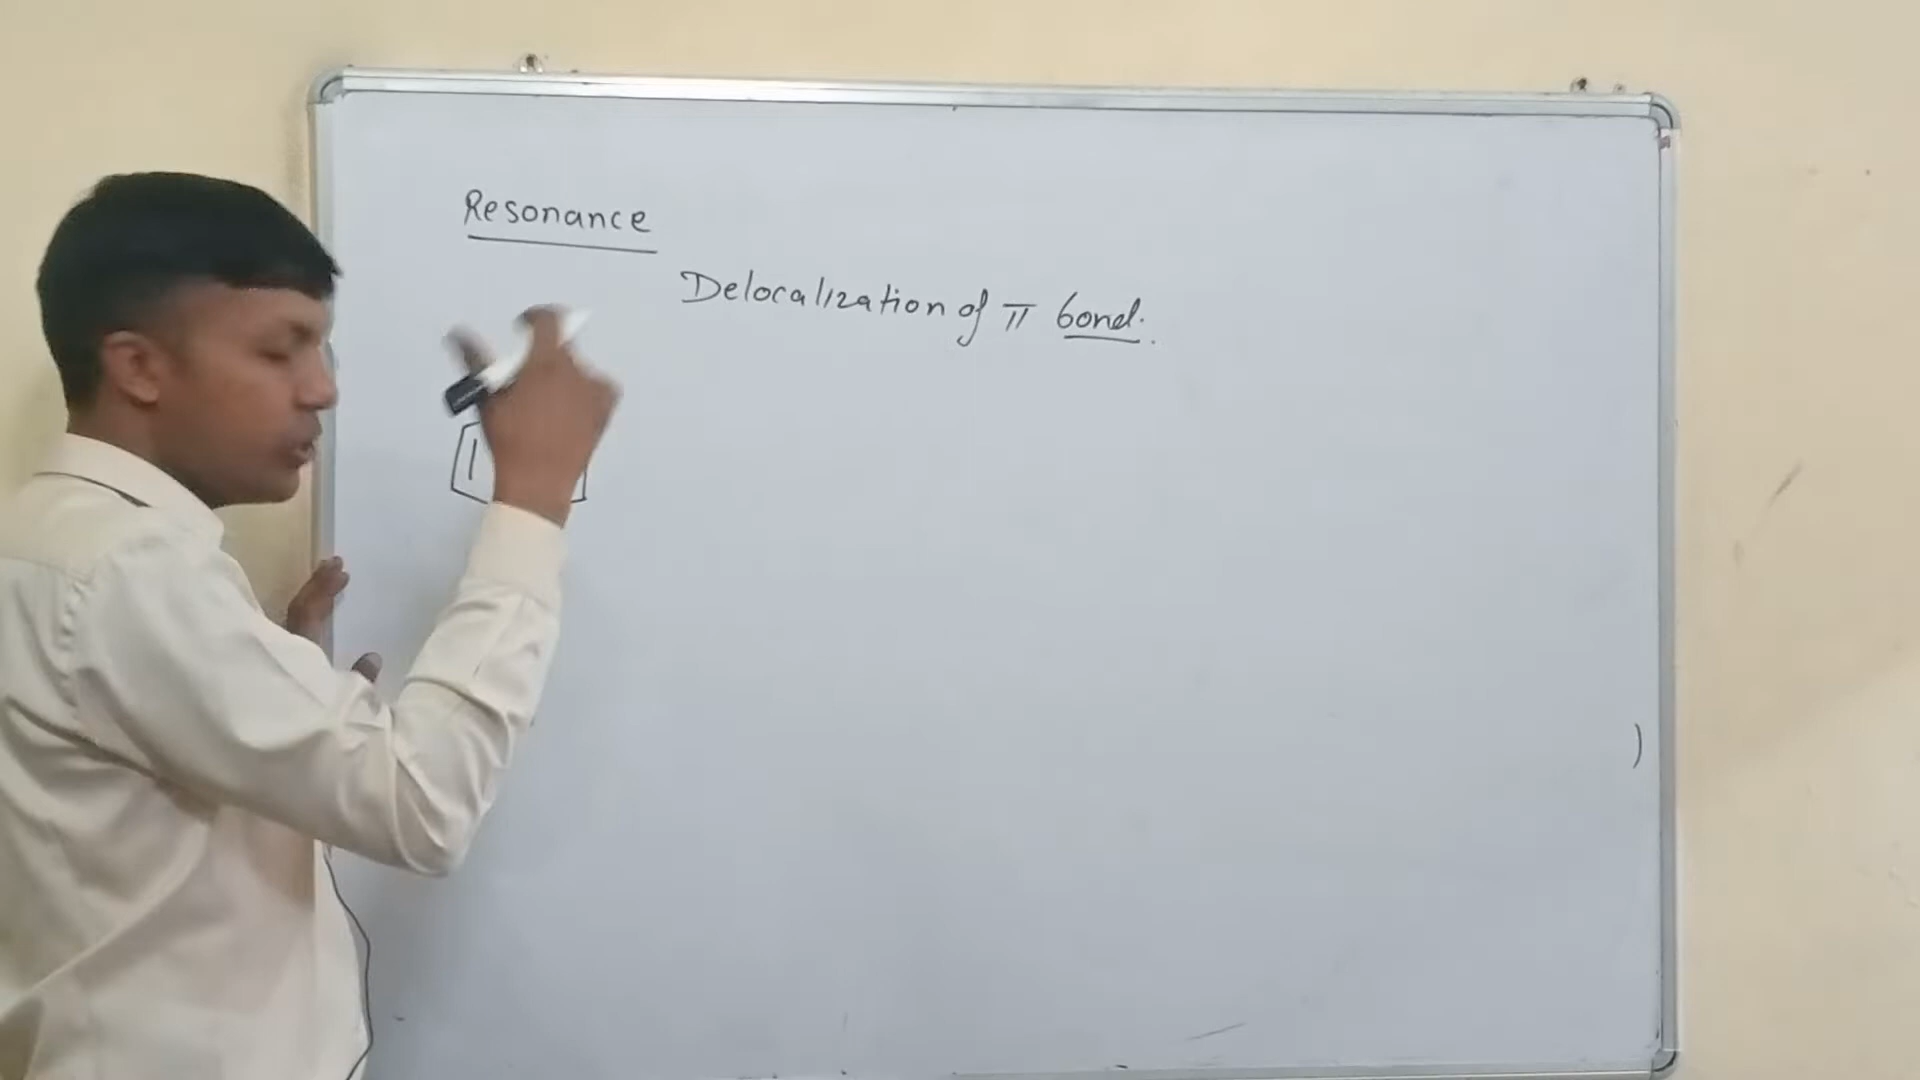 Resonance
Delocalization of π bond.